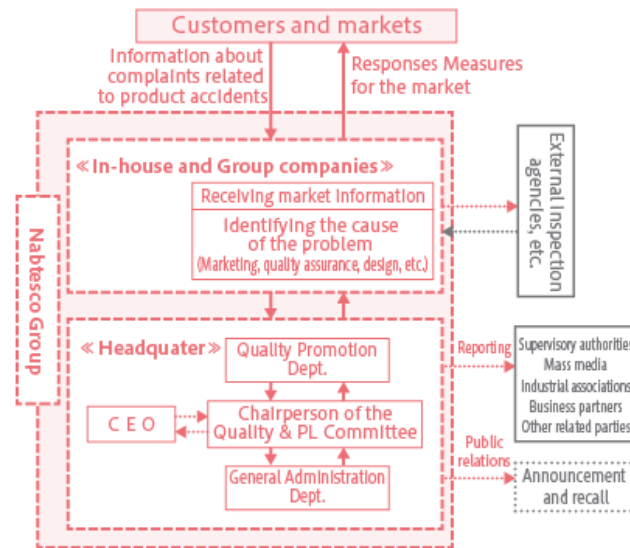 Customers and markets
Information about
complaints related
to product accidents
Responses Measures
for the market
Nabtesco Group
≪ In-house and Group companies ≫
Receiving market information
Identifying the cause
of the problem
(Marketing, quality assurance, design, etc.)
External inspection
agencies, etc.
≪ Headquater ≫
Quality Promotion
Dept.
C E O
Chairperson of the
Quality & PL Committee
General Administration
Dept.
Reporting
Supervisory authorities
Mass media
Industrial associations
Business partners
Other related parties
Public
relations
Announcement
and recall